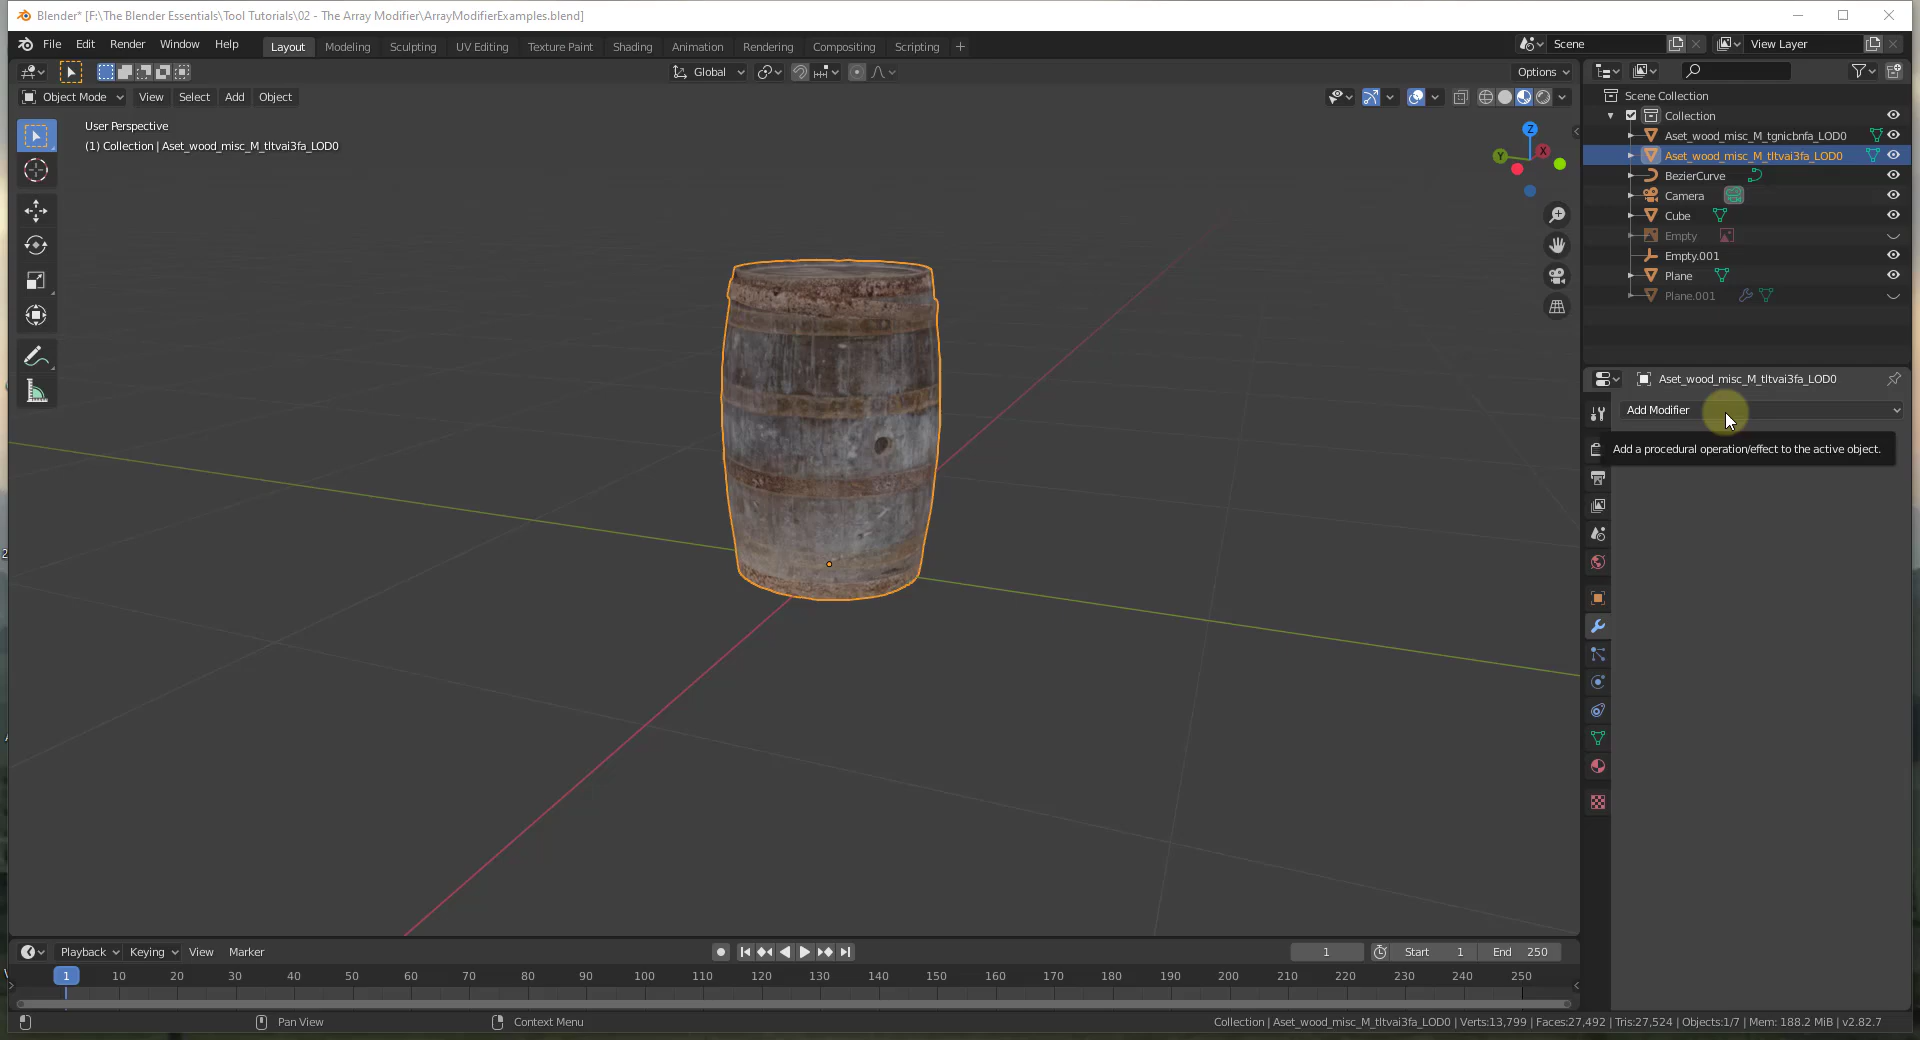 Blender* [F:\The Blender Essentials\Tool Tutorials\02 - The Array Modifier\ArrayModifierExamples.blend]
File Edit Render Window Help Layout Modeling Sculpting UV Editing Texture Paint Shading Animation Rendering Compositing Scripting + Scene View Layer
Global Options
Object Mode View Select Add Object
User Perspective
(1) Collection | Aset_wood_misc_M_tltvai3fa_LOD0
Z
Y
X
Scene Collection
Collection
Aset_wood_misc_M_tgnicbnfa_LOD0
Aset_wood_misc_M_tltvai3fa_LOD0
BezierCurve
Camera
Cube
Empty
Empty.001
Plane
Plane.001
Aset_wood_misc_M_tltvai3fa_LOD0
Add Modifier
Add a procedural operation/effect to the active object.
Playback Keying View Marker 1 Start 1 End 250
1 10 20 30 40 50 60 70 80 90 100 110 120 130 140 150 160 170 180 190 200 210 220 230 240 250
Pan View Context Menu Collection | Aset_wood_misc_M_tltvai3fa_LOD0 | Verts:13,799 | Faces:27,492 | Tris:27,524 | Objects:1/7 | Mem: 188.2 MiB | v2.82.7